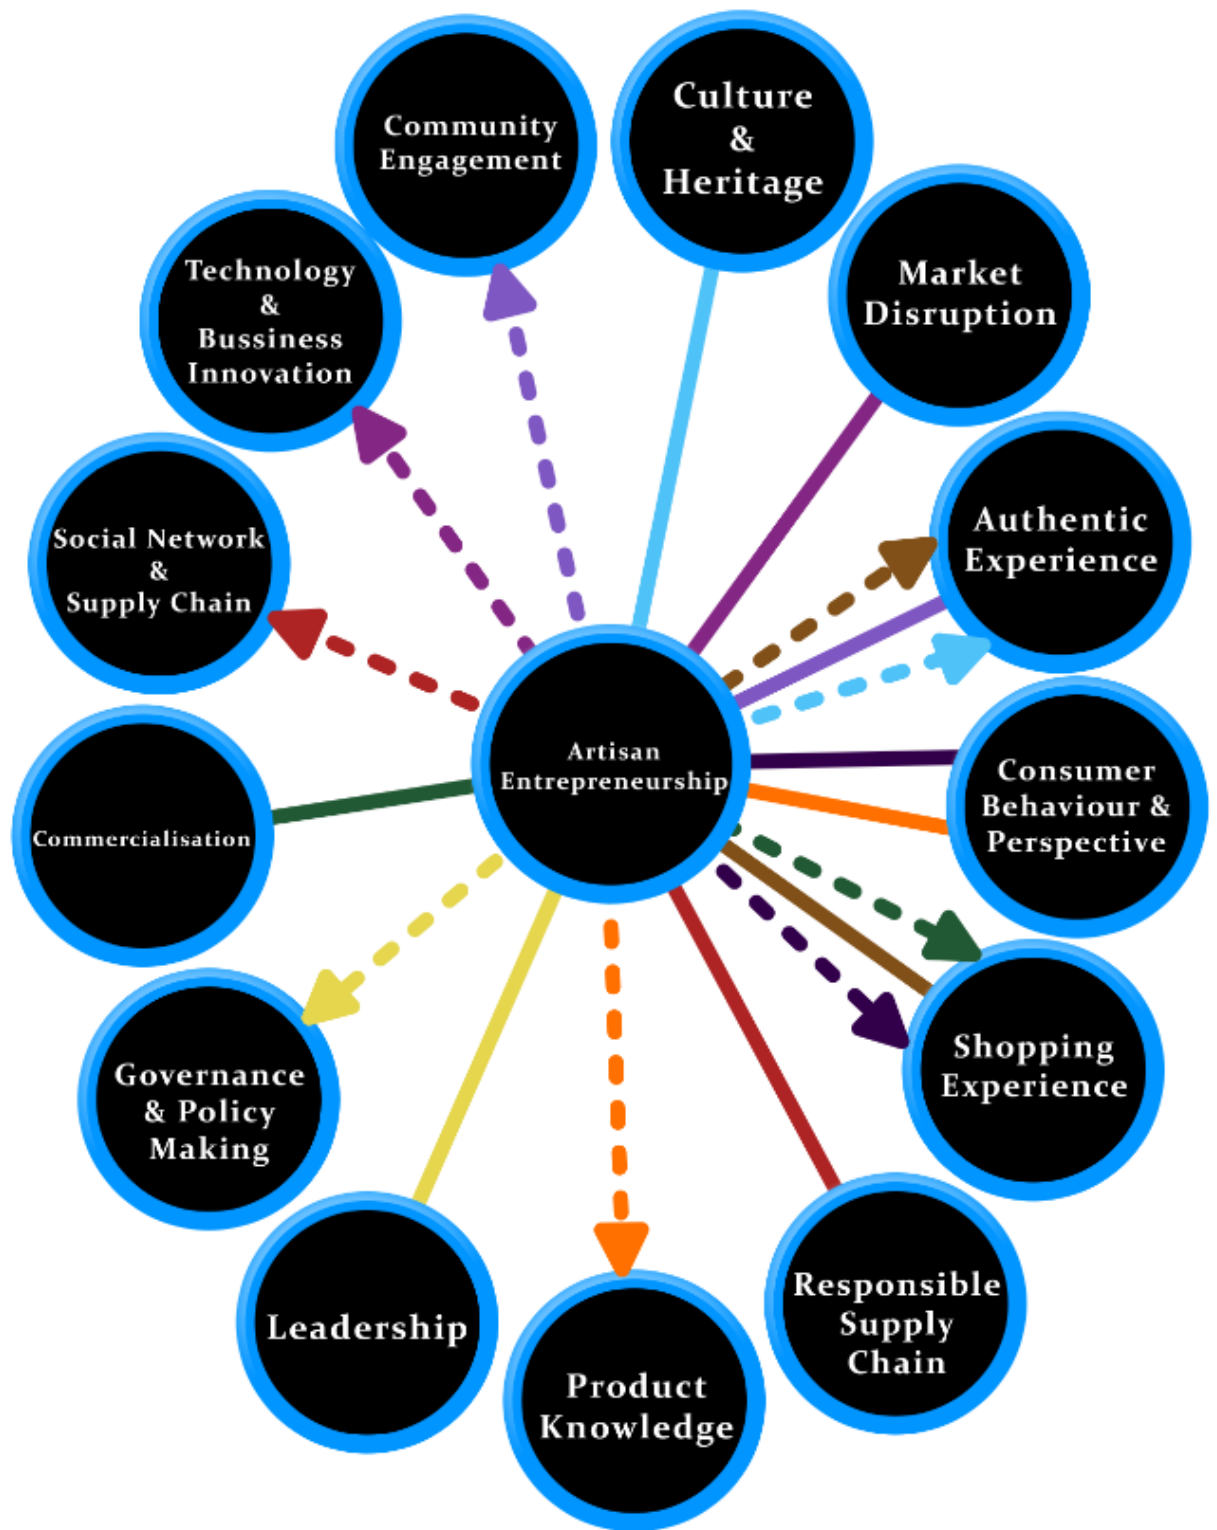 Community
Engagement
Culture
&
Heritage
Technology
&
Bussiness
Innovation
Market
Disruption
Social Network
&
Supply Chain
Authentic
Experience
Artisan
Entrepreneurship
Commercialisation
Consumer
Behaviour &
Perspective
Governance
& Policy
Making
Shopping
Experience
Leadership
Product
Knowledge
Responsible
Supply
Chain